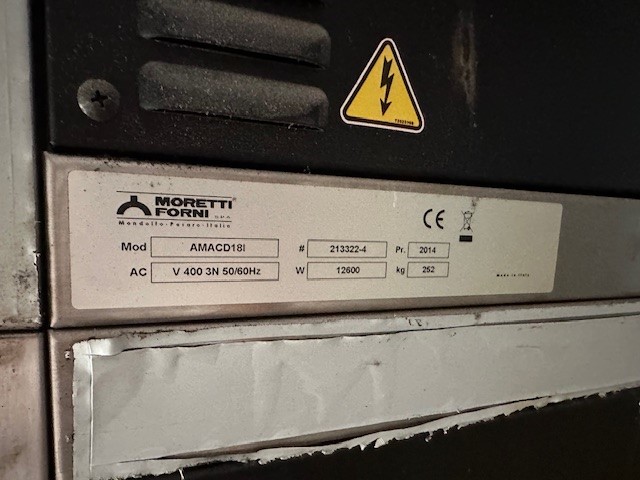 MORETTI
FORNI S.P.A.
Mondolfo-Pesaro-Italia
CE
Mod AMACD18I # 213322-4 Pr. 2014
AC V 400 3N 50/60Hz W 12600 kg 252
Made in Italy